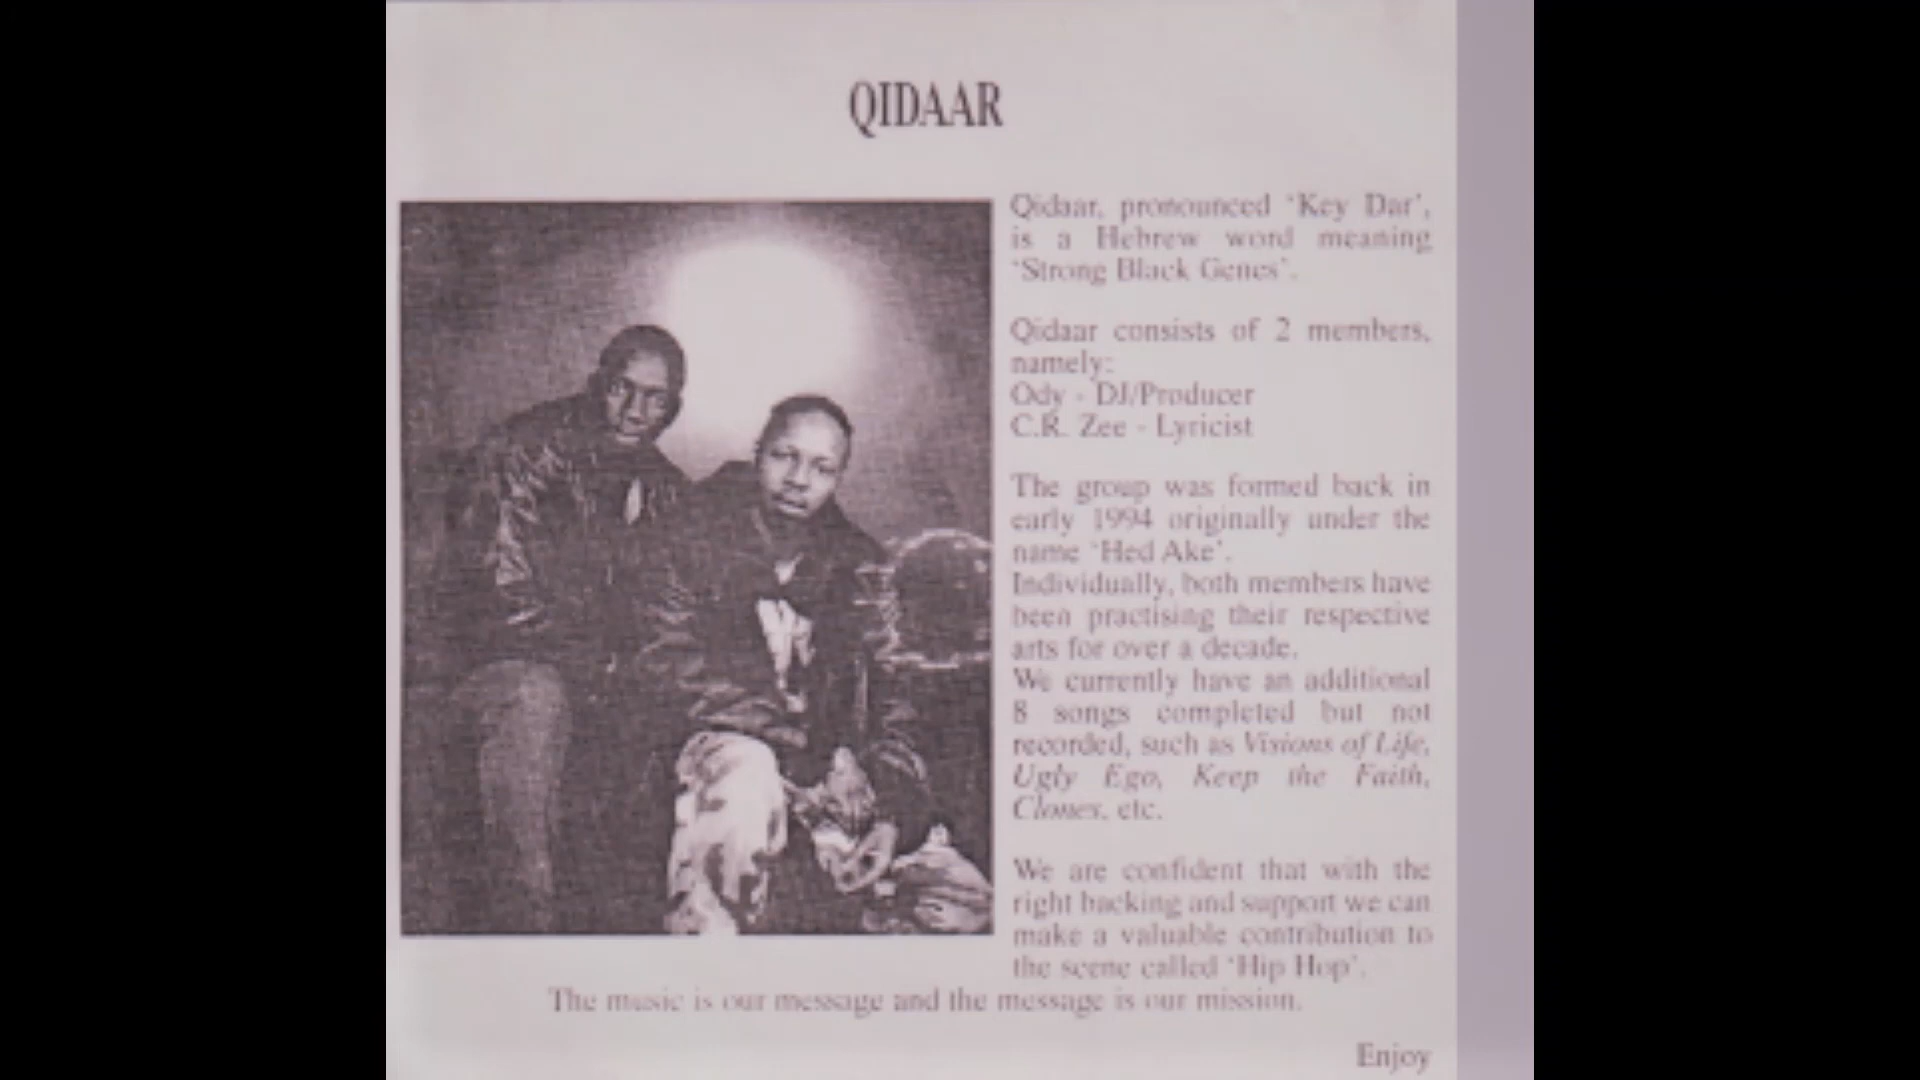 QIDAAR
Qidaar, pronounced 'Key Dar',
is a Hebrew word meaning
'Strong Black Genes'.
Qidaar consists of 2 members,
namely:
Ody - DJ/Producer
C.R. Zee - Lyricist
The group was formed back in
early 1994 originally under the
name 'Hed Ake'.
Individually, both members have
been practising their respective
arts for over a decade.
We currently have an additional
8 songs completed but not
recorded, such as Visions of Life,
Ugly Ego, Keep the Faith,
Clones, etc.
We are confident that with the
right backing and support we can
make a valuable contribution to
the scene called 'Hip Hop'.
The music is our message and the message is our mission.
Enjoy